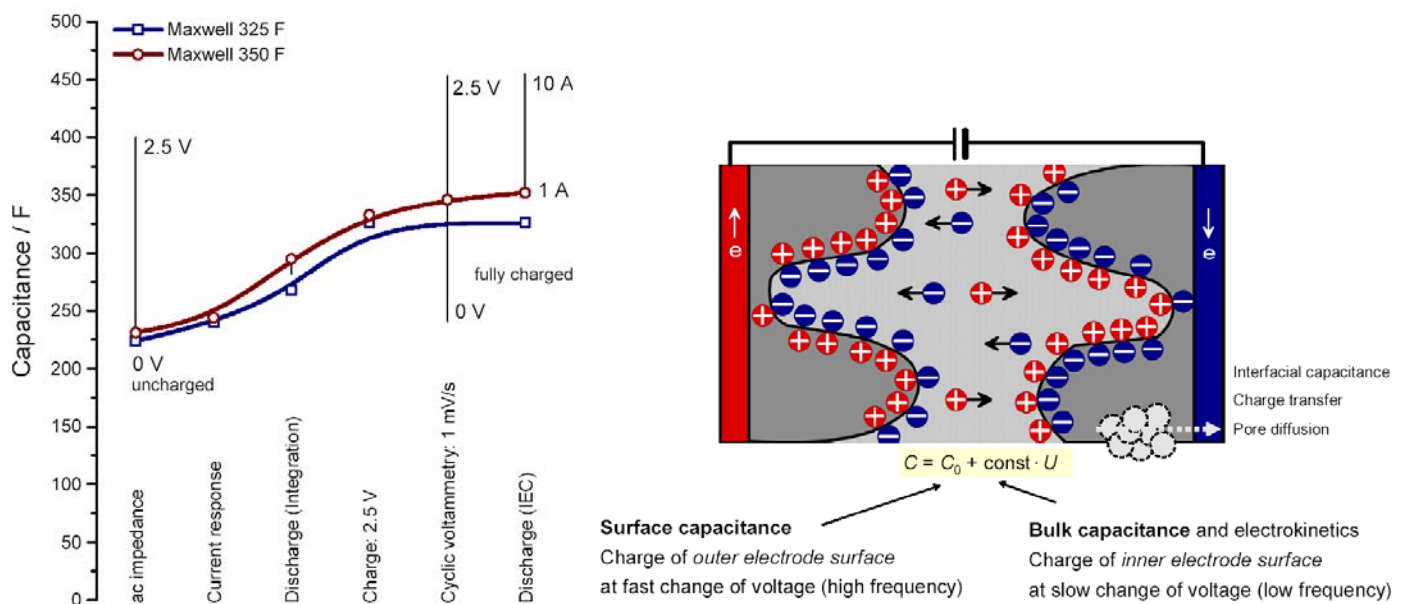 Capacitance / F
500
450
400
350
300
250
200
150
100
50
0
Maxwell 325 F
Maxwell 350 F
2.5 V
0 V
uncharged
2.5 V
0 V
10 A
1 A
fully charged
ac impedance
Current response
Discharge (Integration)
Charge: 2.5 V
Cyclic voltammetry: 1 mV/s
Discharge (IEC)
e
e
Interfacial capacitance
Charge transfer
Pore diffusion
C = C0 + const · U
Surface capacitance
Charge of outer electrode surface
at fast change of voltage (high frequency)
Bulk capacitance and electrokinetics
Charge of inner electrode surface
at slow change of voltage (low frequency)